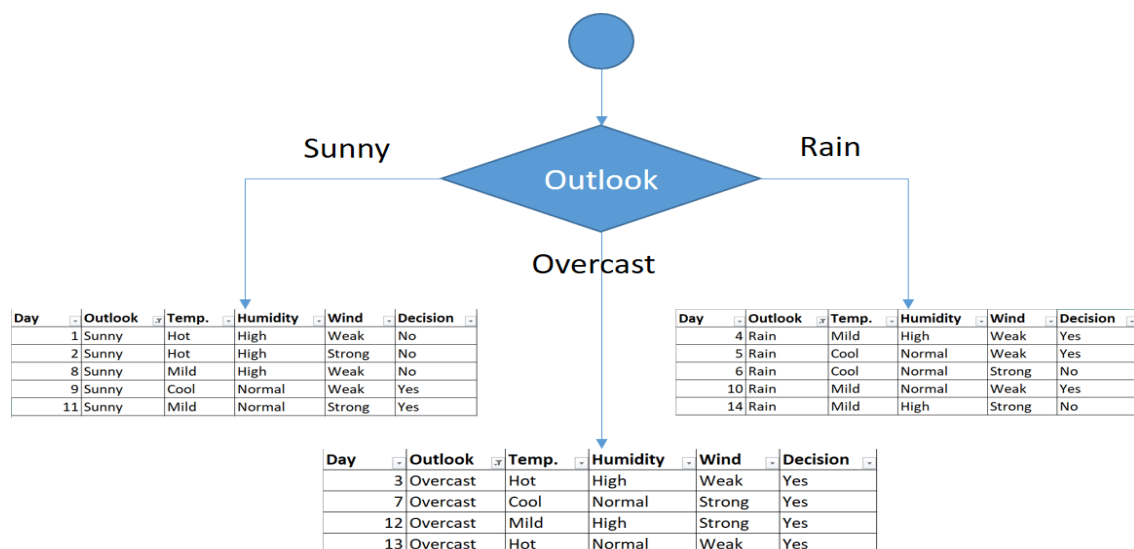 Sunny
Rain
Outlook
Overcast
Day Outlook Temp. Humidity Wind Decision
1 Sunny Hot High Weak No
2 Sunny Hot High Strong No
8 Sunny Mild High Weak No
9 Sunny Cool Normal Weak Yes
11 Sunny Mild Normal Strong Yes
Day Outlook Temp. Humidity Wind Decision
4 Rain Mild High Weak Yes
5 Rain Cool Normal Weak Yes
6 Rain Cool Normal Strong No
10 Rain Mild Normal Weak Yes
14 Rain Mild High Strong No
Day Outlook Temp. Humidity Wind Decision
3 Overcast Hot High Weak Yes
7 Overcast Cool Normal Strong Yes
12 Overcast Mild High Strong Yes
13 Overcast Hot Normal Weak Yes